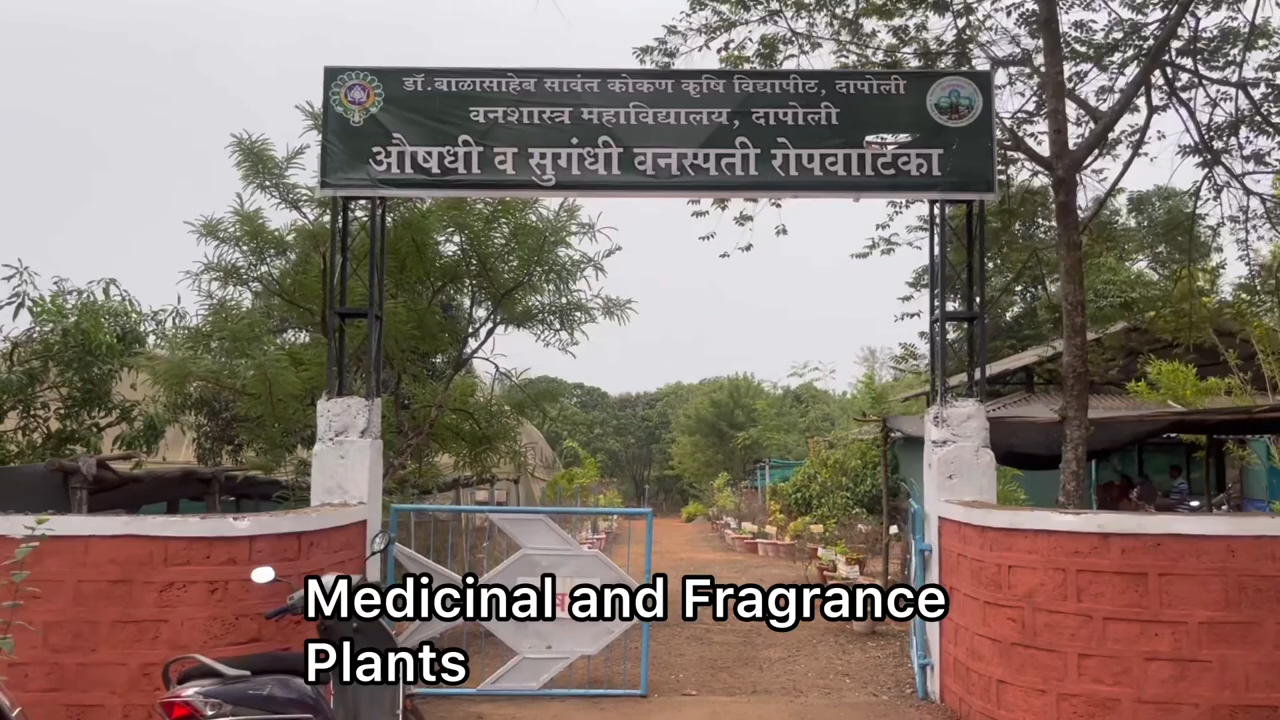 डॉ.बाळासाहेब सावंत कोकण कृषि विद्यापीट, दापोली
वनशास्त्र महाविद्यालय, दापोली
औषधी व सुगंधी वनस्पती रोपवाटिका
Medicinal and Fragrance
Plants